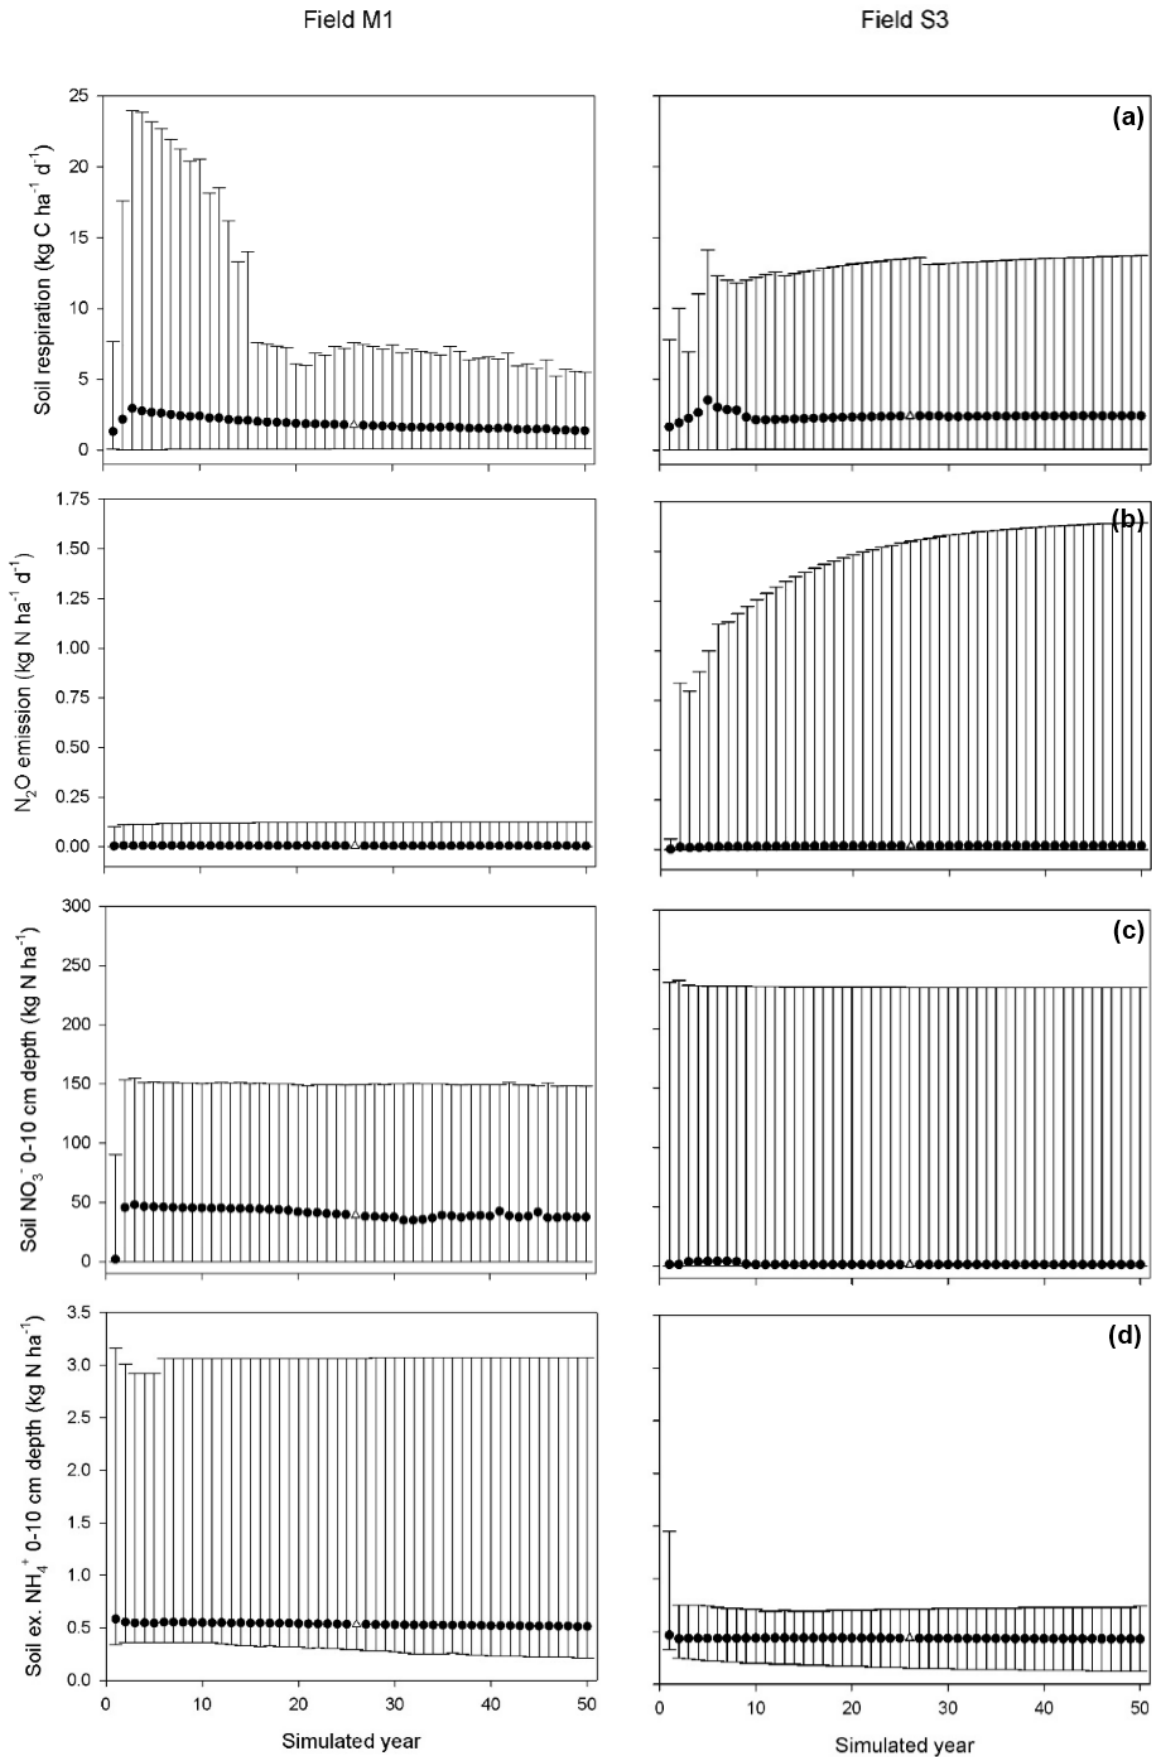 Field M1
Field S3
Soil respiration (kg C ha⁻¹ d⁻¹)
25
20
15
10
5
0
(a)
N₂O emission (kg N ha⁻¹ d⁻¹)
1.75
1.50
1.25
1.00
0.75
0.50
0.25
0.00
(b)
Soil NO₃⁻ 0-10 cm depth (kg N ha⁻¹)
300
250
200
150
100
50
0
(c)
Soil ex. NH₄⁺ 0-10 cm depth (kg N ha⁻¹)
3.5
3.0
2.5
2.0
1.5
1.0
0.5
0.0
(d)
0 10 20 30 40 50
0 10 20 30 40 50
Simulated year
Simulated year